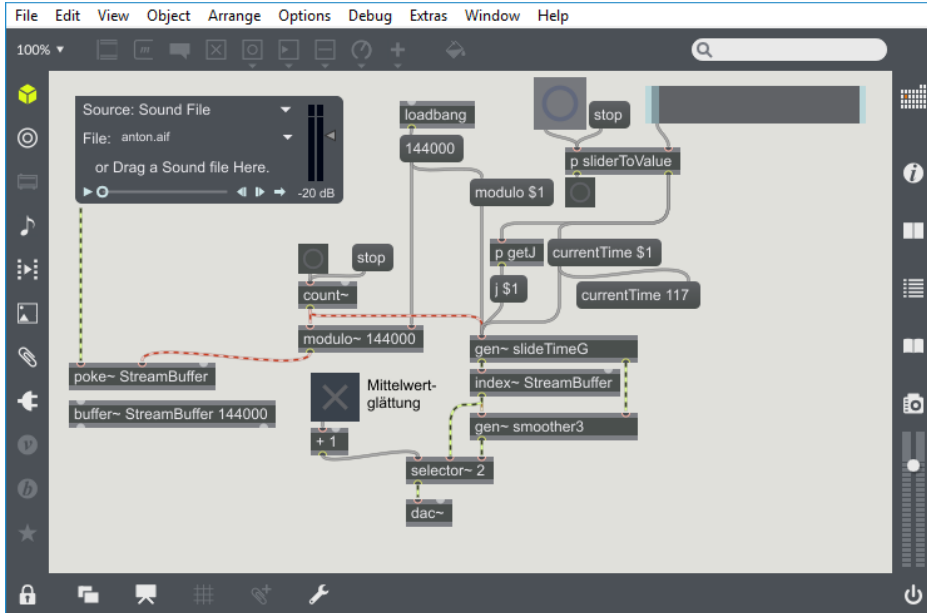 File Edit View Object Arrange Options Debug Extras Window Help
100%
Source: Sound File
File: anton.aif
or Drag a Sound file Here.
-20 dB
loadbang
144000
stop
p sliderToValue
modulo $1
p getJ
currentTime $1
j $1
currentTime 117
stop
count~
modulo~ 144000
gen~ slideTimeG
poke~ StreamBuffer
index~ StreamBuffer
Mittelwert-
glättung
buffer~ StreamBuffer 144000
gen~ smoother3
+ 1
selector~ 2
dac~